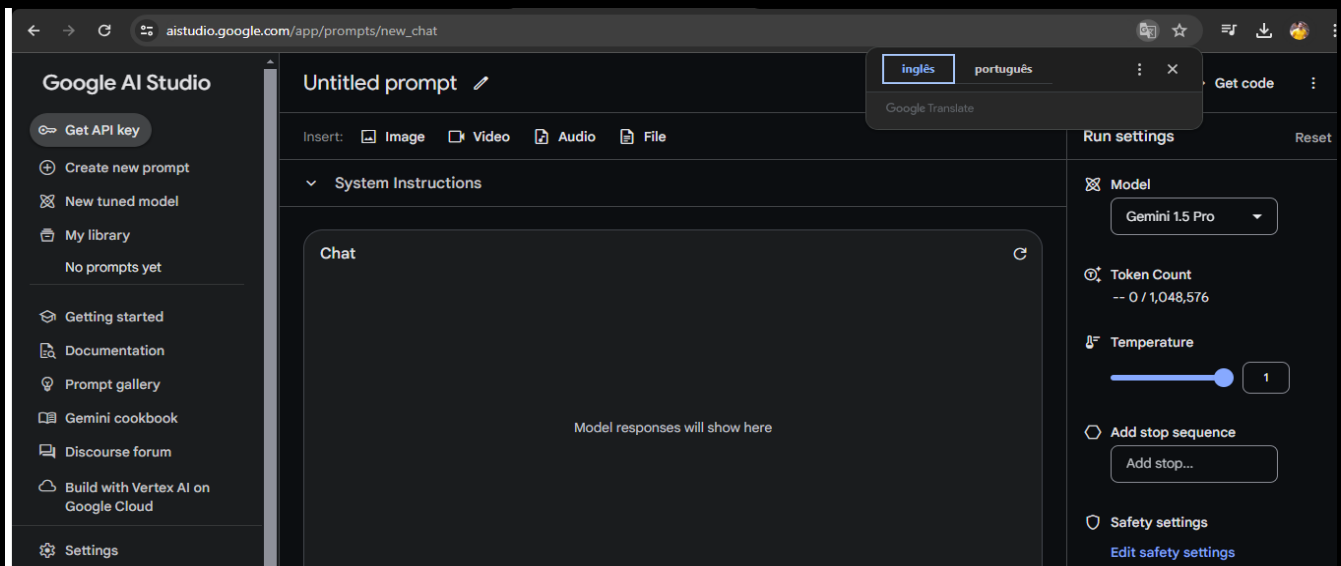 aistudio.google.com/app/prompts/new_chat
inglês português
Google Translate
Google AI Studio
Get API key
Create new prompt
New tuned model
My library
No prompts yet
Getting started
Documentation
Prompt gallery
Gemini cookbook
Discourse forum
Build with Vertex AI on
Google Cloud
Settings
Untitled prompt
Get code
Insert: Image Video Audio File
System Instructions
Chat
Model responses will show here
Run settings Reset
Model
Gemini 1.5 Pro
Token Count
-- 0 / 1,048,576
Temperature
1
Add stop sequence
Add stop...
Safety settings
Edit safety settings